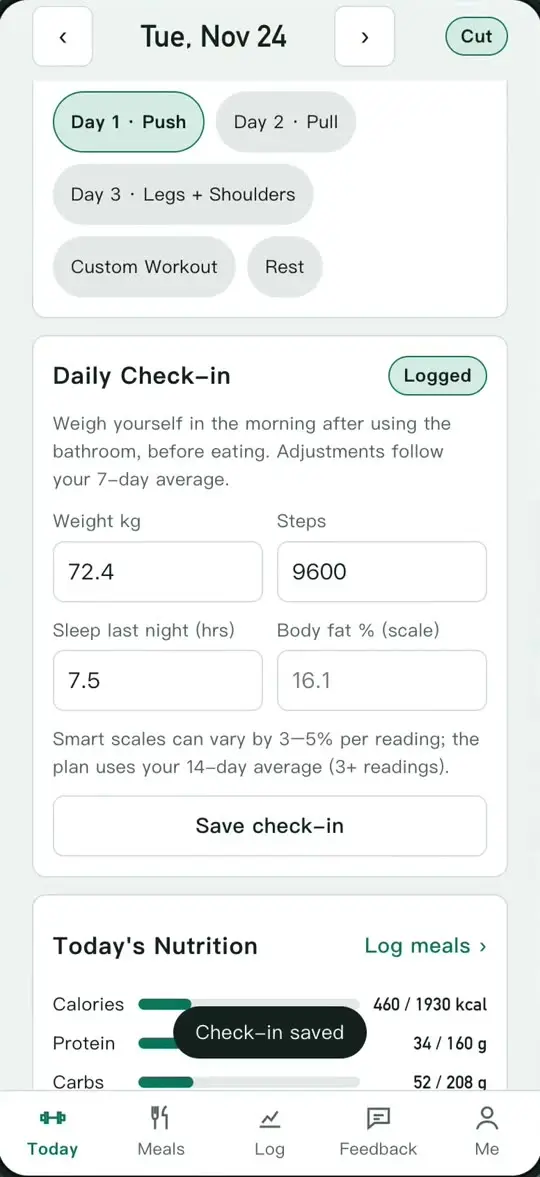 ‹ Tue, Nov 24 › Cut
Day 1 · Push Day 2 · Pull
Day 3 · Legs + Shoulders
Custom Workout Rest
Daily Check-in Logged
Weigh yourself in the morning after using the
bathroom, before eating. Adjustments follow
your 7-day average.
Weight kg Steps
72.4 9600
Sleep last night (hrs) Body fat % (scale)
7.5 16.1
Smart scales can vary by 3–5% per reading; the
plan uses your 14-day average (3+ readings).
Save check-in
Today's Nutrition Log meals ›
Calories 460 / 1930 kcal
Check-in saved
Protein 34 / 160 g
Carbs 52 / 208 g
Today Meals Log Feedback Me